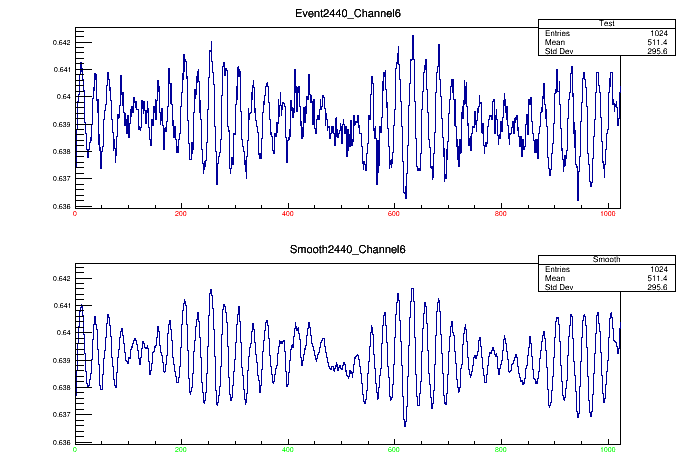 Event2440_Channel6
Test
Entries 1024
Mean 511.4
Std Dev 295.6
0.642
0.641
0.64
0.639
0.638
0.637
0.636
0 200 400 600 800 1000
Smooth2440_Channel6
Smooth
Entries 1024
Mean 511.4
Std Dev 295.6
0.642
0.641
0.64
0.639
0.638
0.637
0.636
0 200 400 600 800 1000